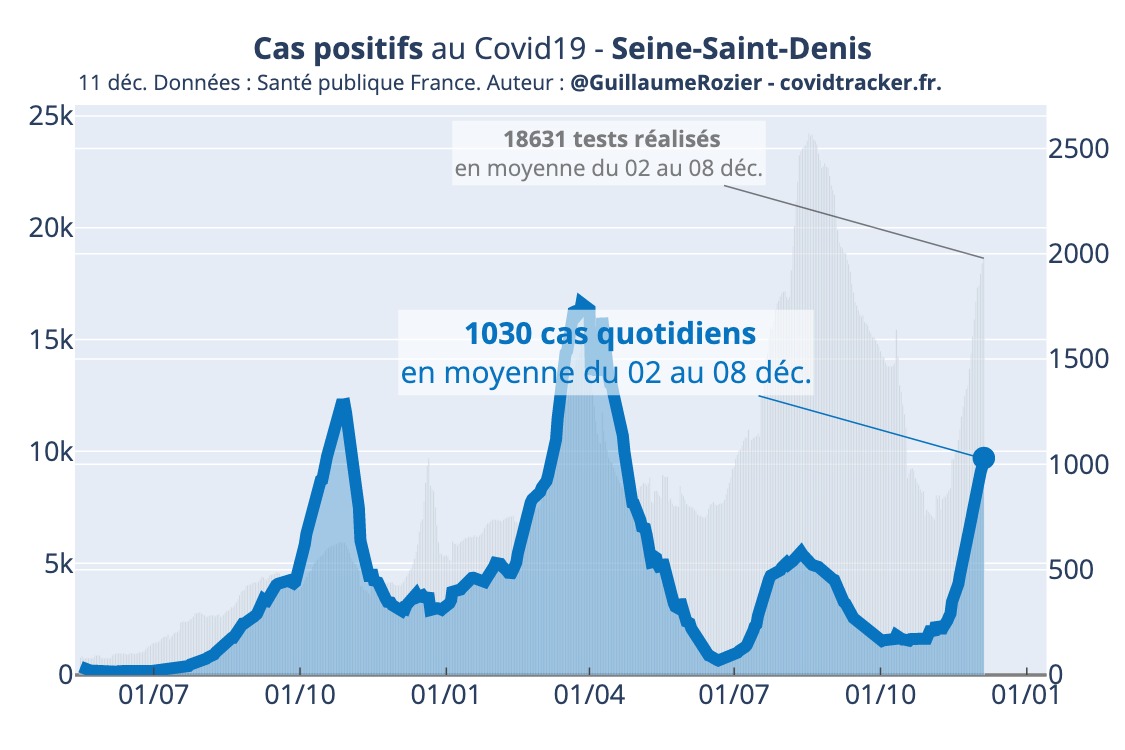 Cas positifs au Covid19 - Seine-Saint-Denis
11 déc. Données : Santé publique France. Auteur : @GuillaumeRozier - covidtracker.fr.
25k
20k
15k
10k
5k
0
18631 tests réalisés
en moyenne du 02 au 08 déc.
1030 cas quotidiens
en moyenne du 02 au 08 déc.
2500
2000
1500
1000
500
0
01/07 01/10 01/01 01/04 01/07 01/10 01/01